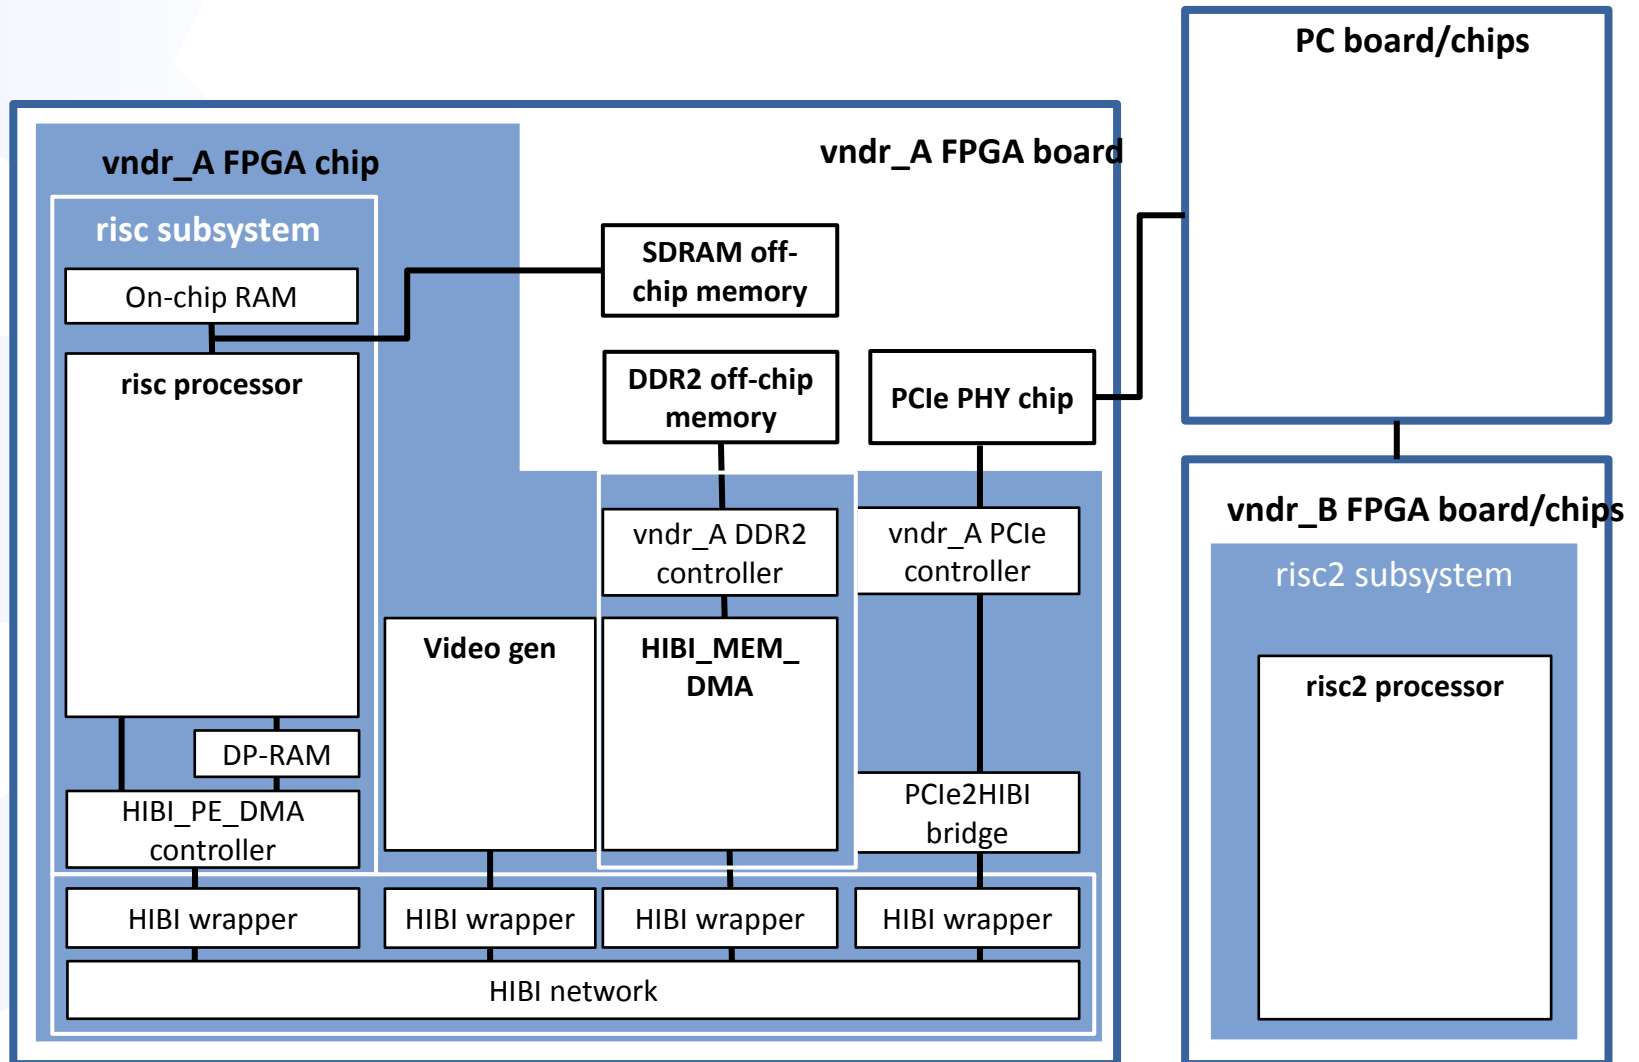 PC board/chips
vndr_A FPGA chip
vndr_A FPGA board
risc subsystem
On-chip RAM
SDRAM off-
chip memory
risc processor
DDR2 off-chip
memory
PCIe PHY chip
vndr_A DDR2
controller
vndr_A PCIe
controller
Video gen
HIBI_MEM_
DMA
DP-RAM
HIBI_PE_DMA
controller
PCIe2HIBI
bridge
HIBI wrapper
HIBI wrapper
HIBI wrapper
HIBI wrapper
HIBI network
vndr_B FPGA board/chips
risc2 subsystem
risc2 processor